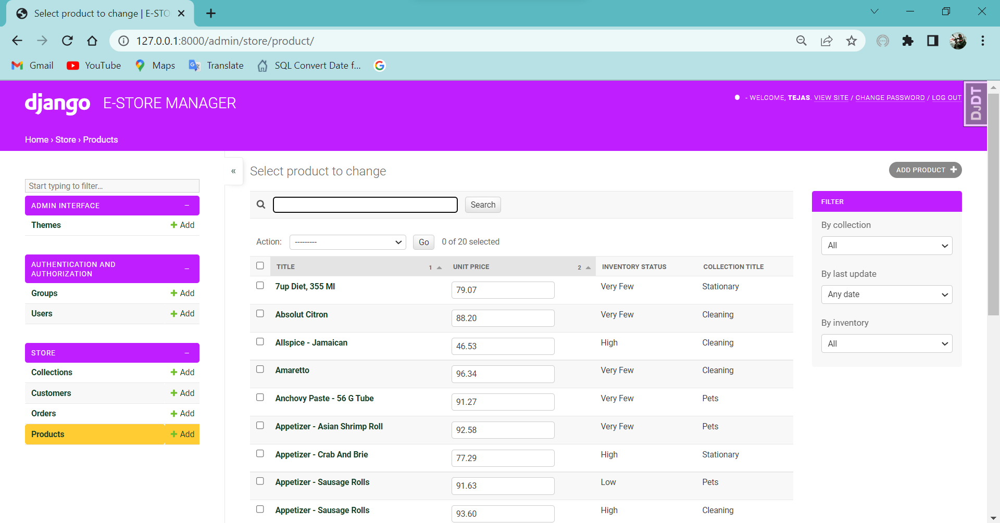 Select product to change | E-STO
127.0.0.1:8000/admin/store/product/
Gmail YouTube Maps Translate SQL Convert Date f...
django E-STORE MANAGER
- WELCOME, TEJAS. VIEW SITE / CHANGE PASSWORD / LOG OUT
DJDT
Home › Store › Products
«
Select product to change
ADD PRODUCT +
Start typing to filter...
ADMIN INTERFACE –
Themes + Add
AUTHENTICATION AND
AUTHORIZATION –
Groups + Add
Users + Add
STORE –
Collections + Add
Customers + Add
Orders + Add
Products + Add
Search
Action: --------- Go 0 of 20 selected
TITLE 1 UNIT PRICE 2 INVENTORY STATUS COLLECTION TITLE
7up Diet, 355 Ml 79.07 Very Few Stationary
Absolut Citron 88.20 Very Few Cleaning
Allspice - Jamaican 46.53 High Cleaning
Amaretto 96.34 Very Few Cleaning
Anchovy Paste - 56 G Tube 91.27 Very Few Pets
Appetizer - Asian Shrimp Roll 92.58 Very Few Pets
Appetizer - Crab And Brie 77.29 High Stationary
Appetizer - Sausage Rolls 91.63 Low Pets
Appetizer - Sausage Rolls 93.60 High Cleaning
FILTER
By collection
All
By last update
Any date
By inventory
All